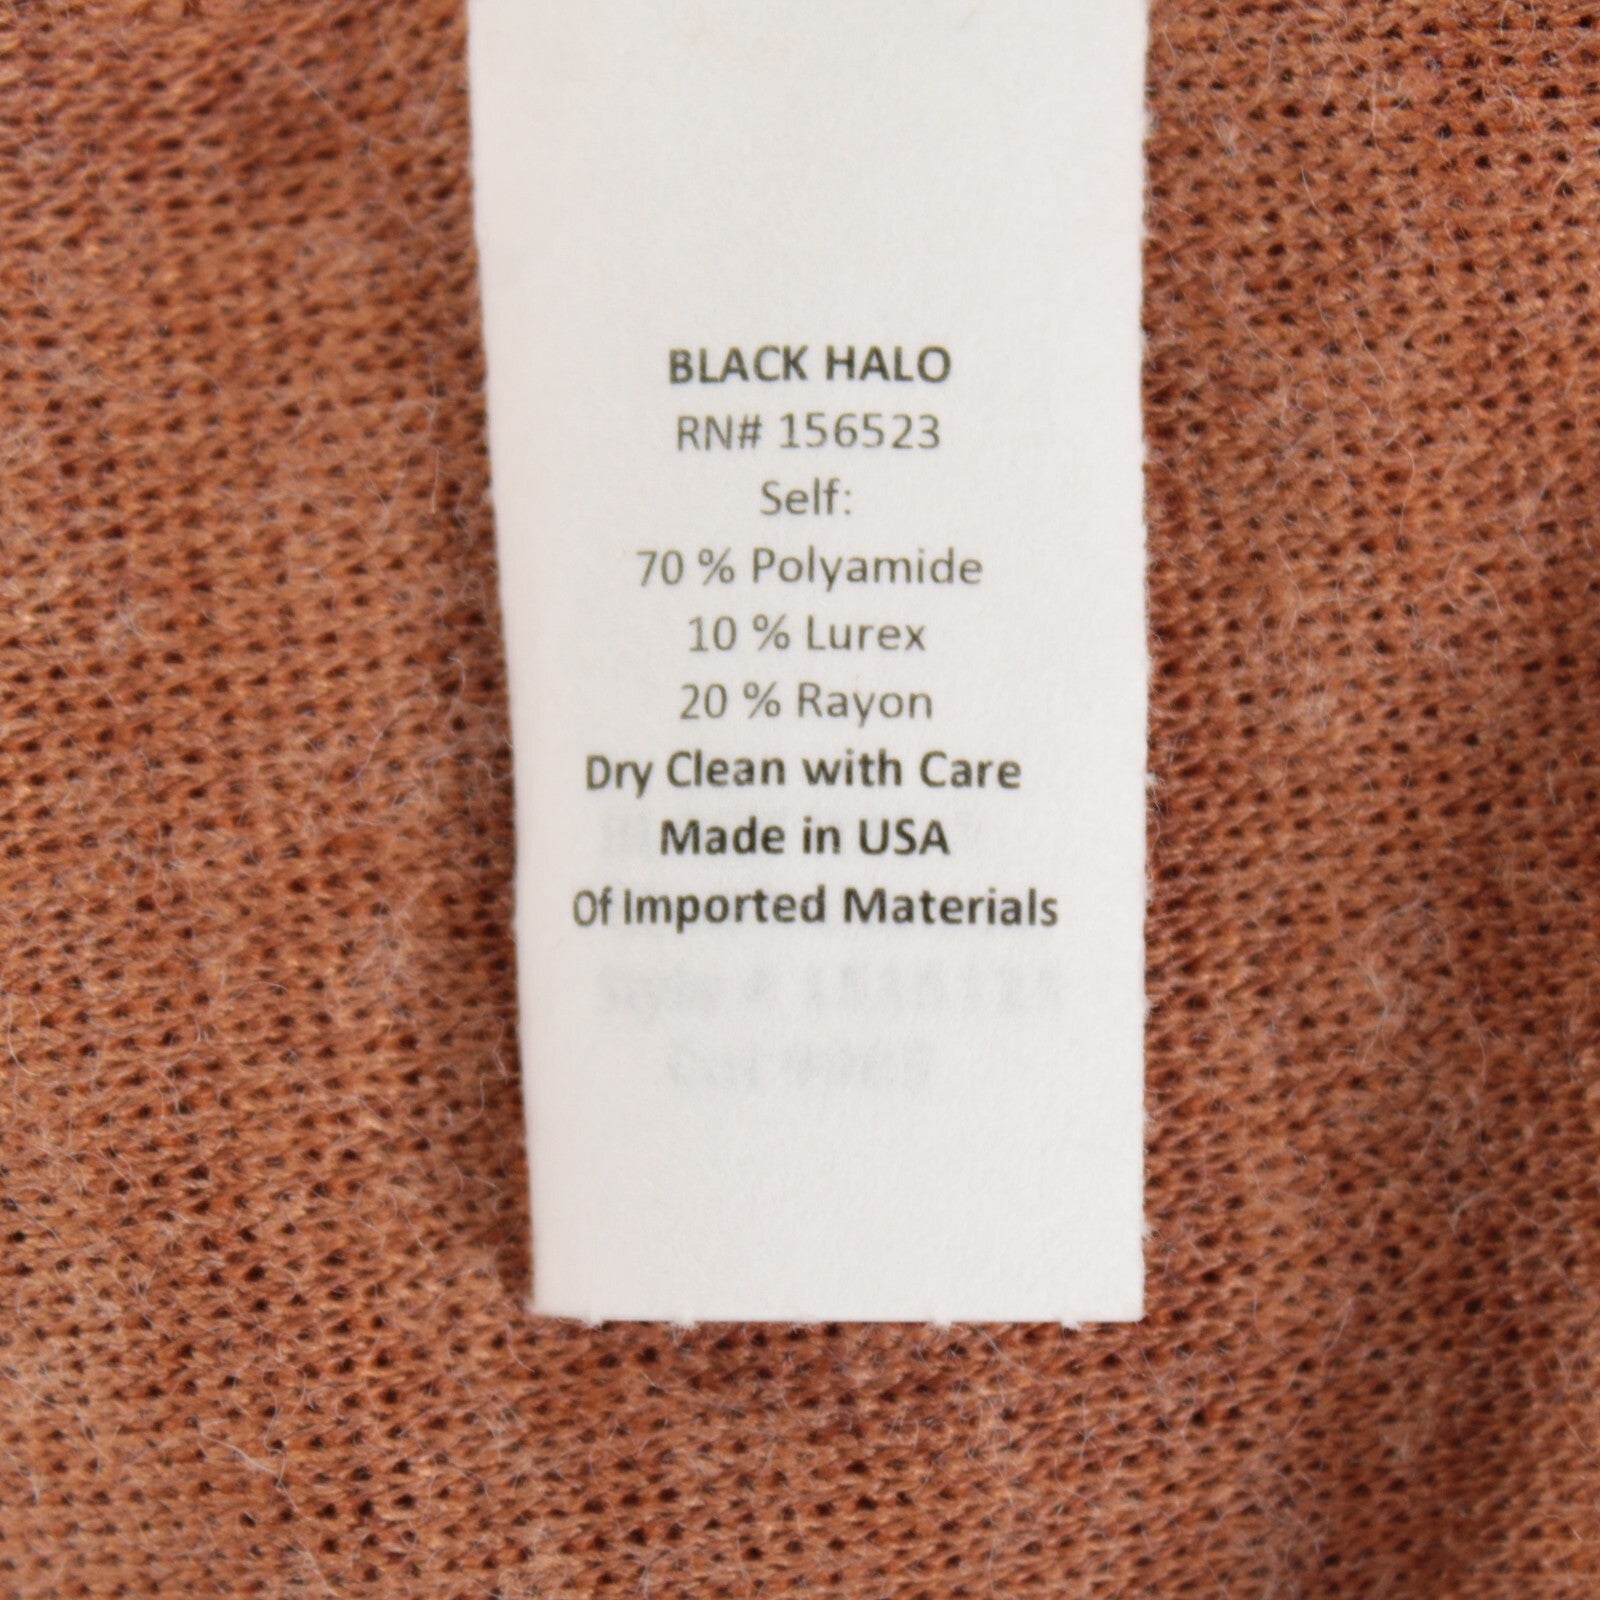 BLACK HALO
RN# 156523
Self:
70 % Polyamide
10 % Lurex
20 % Rayon
Dry Clean with Care
Made in USA
Of Imported Materials